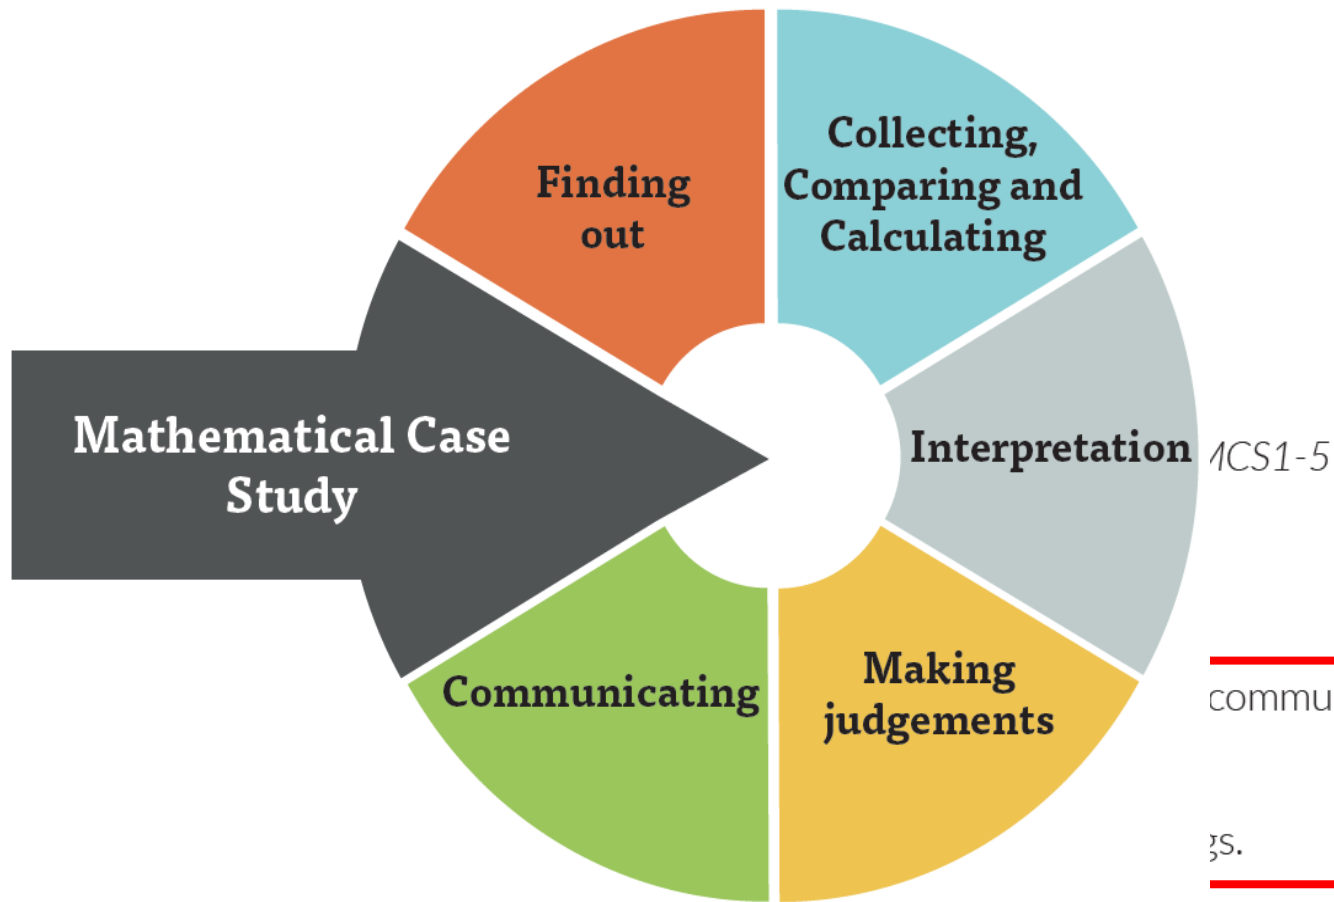 Finding
out
Collecting,
Comparing and
Calculating
Mathematical Case
Study
Interpretation
Communicating
Making
judgements